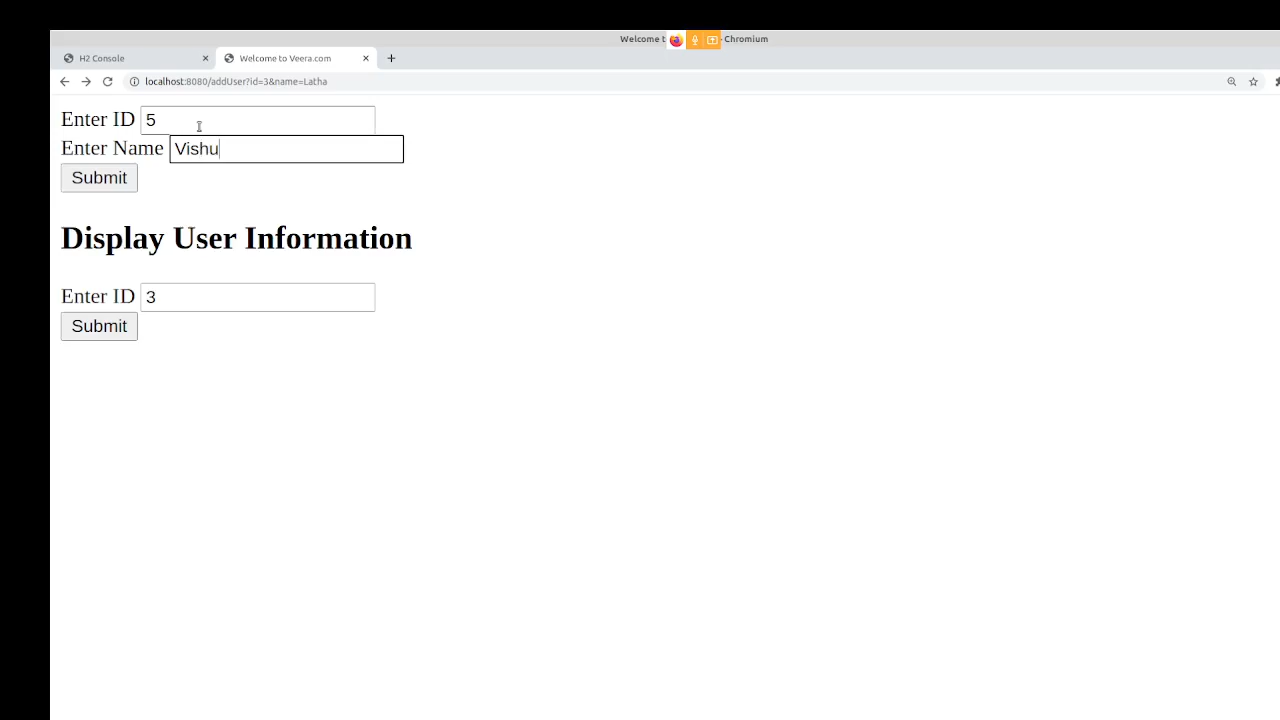 Welcome t - Chromium
H2 Console
Welcome to Veera.com
localhost:8080/addUser?id=3&name=Latha
Enter ID 5
Enter Name Vishu
Submit
Display User Information
Enter ID 3
Submit